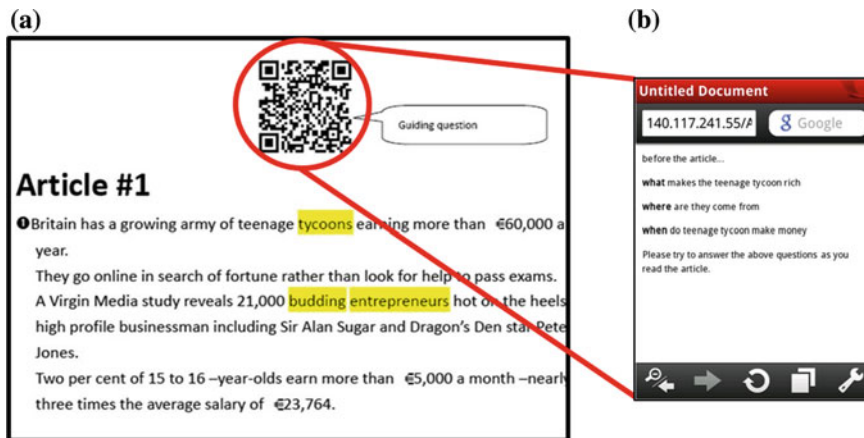 (a)
(b)
Guiding question
Article #1
❶Britain has a growing army of teenage tycoons earning more than €60,000 a
year.
They go online in search of fortune rather than look for help to pass exams.
A Virgin Media study reveals 21,000 budding entrepreneurs hot on the heels
high profile businessman including Sir Alan Sugar and Dragon's Den star Pete
Jones.
Two per cent of 15 to 16 –year-olds earn more than €5,000 a month –nearly
three times the average salary of €23,764.
Untitled Document
140.117.241.55/A
g Google
before the article...
what makes the teenage tycoon rich
where are they come from
when do teenage tycoon make money
Please try to answer the above questions as you
read the article.